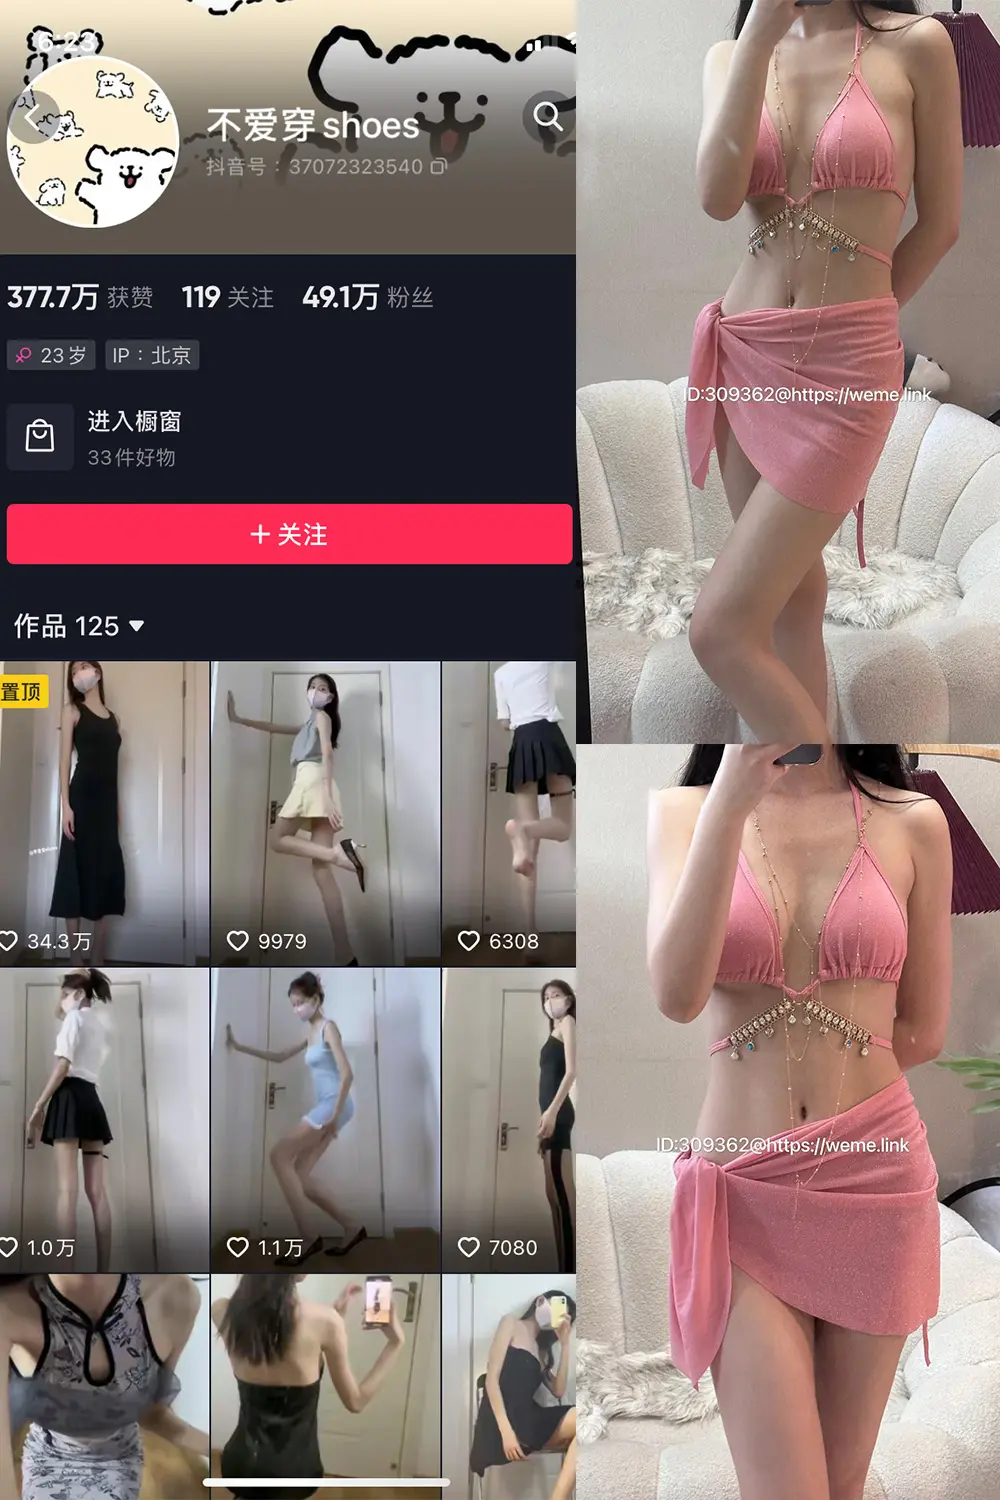 6:23
不爱穿shoes
抖音号：37072323540
377.7万 获赞 119 关注 49.1万 粉丝
23岁 IP：北京
进入橱窗
33件好物
+ 关注
作品 125
置顶
34.3万
9979
6308
1.0万
1.1万
7080
ID:309362@https://weme.link
ID:309362@https://weme.link